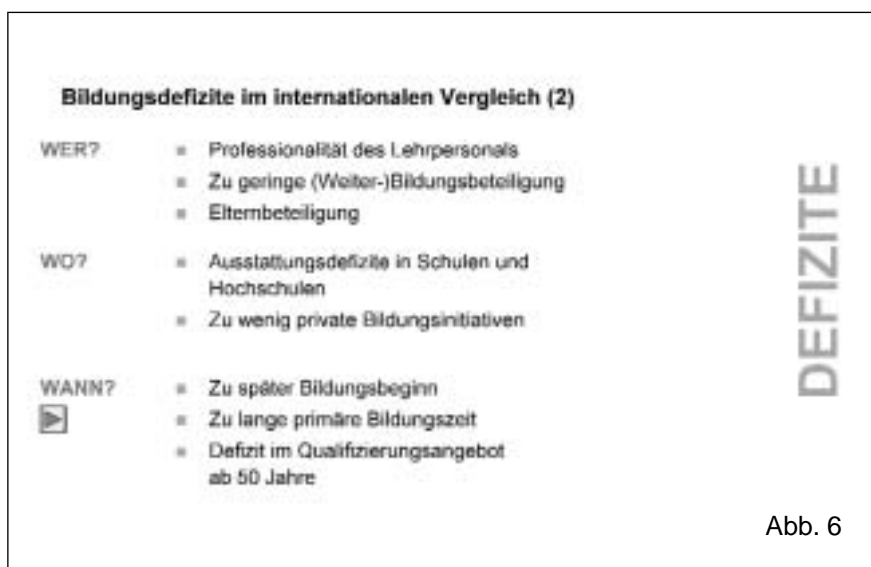 Bildungsdefizite im internationalen Vergleich (2)
WER?
Professionalität des Lehrpersonals
Zu geringe (Weiter-)Bildungsbeteiligung
Elternbeteiligung
WO?
Ausstattungsdefizite in Schulen und
Hochschulen
Zu wenig private Bildungsinitiativen
WANN?
Zu später Bildungsbeginn
Zu lange primäre Bildungszeit
Defizit im Qualifizierungsangebot
ab 50 Jahre
DEFIZITE
Abb. 6